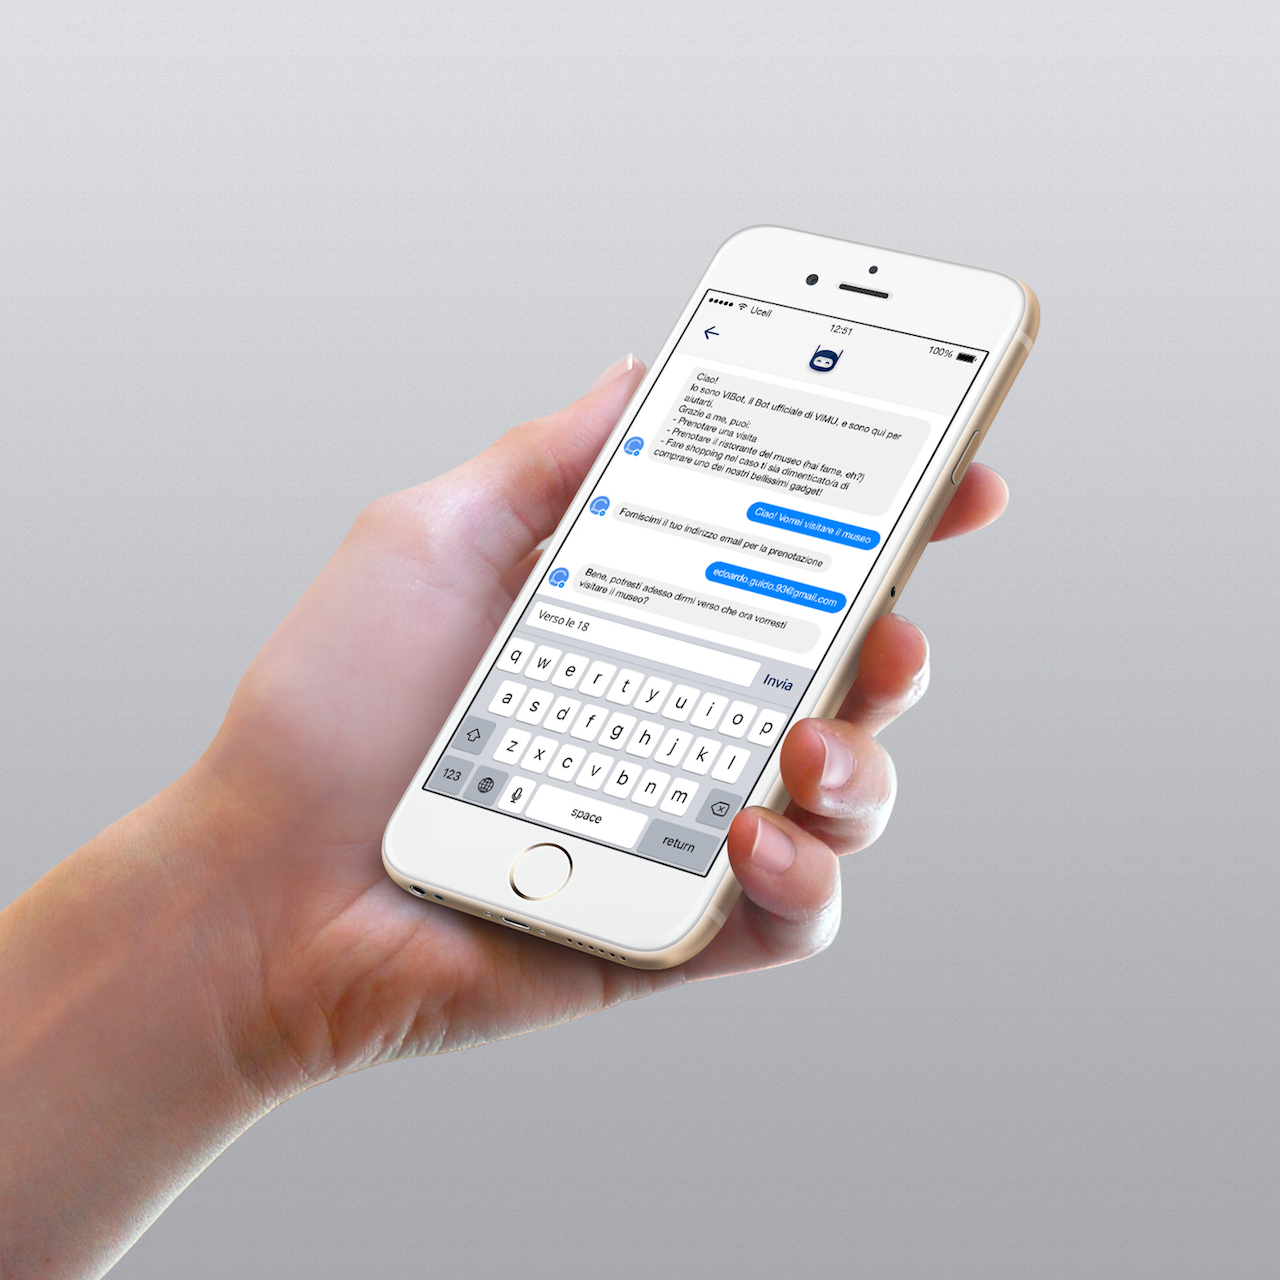 Ucell
12:51
100%
Ciao!
Io sono VIBot, il Bot ufficiale di VIMU, e sono qui per
aiutarti.
Grazie a me, puoi:
- Prenotare una visita
- Prenotare il ristorante del museo (hai fame, eh?)
- Fare shopping nel caso ti sia dimenticato/a di
comprare uno dei nostri bellissimi gadget!
Ciao! Vorrei visitare il museo
Forniscimi il tuo indirizzo email per la prenotazione
edoardo.guido.93@gmail.com
Bene, potresti adesso dirmi verso che ora vorresti
visitare il museo?
Verso le 18
Invia
q w e r t y u i o p
a s d f g h j k l
z x c v b n m
123 space return